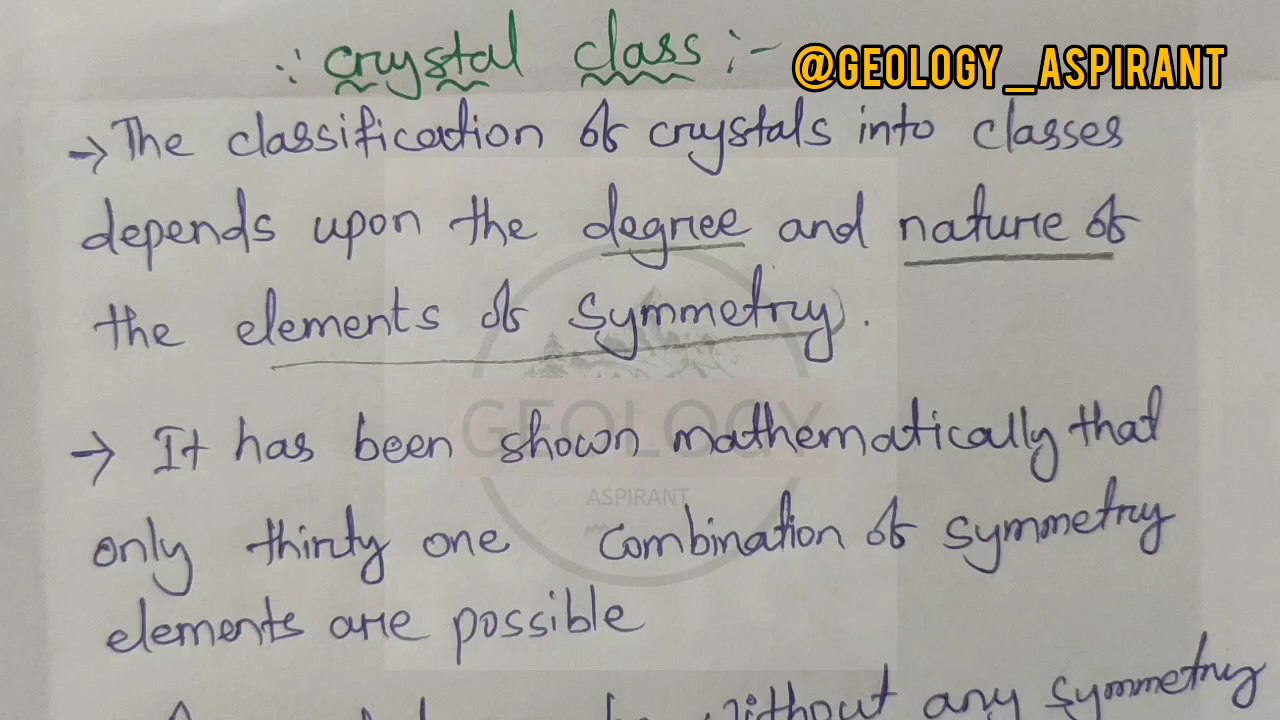 ∴ crystal class :-
@GEOLOGY_ASPIRANT
→ The classification of crystals into classes
depends upon the degree and nature of
the elements of symmetry.
GEOLOGY
ASPIRANT
→ It has been shown mathematically that
only thirty one combination of symmetry
elements are possible
without any symmetry